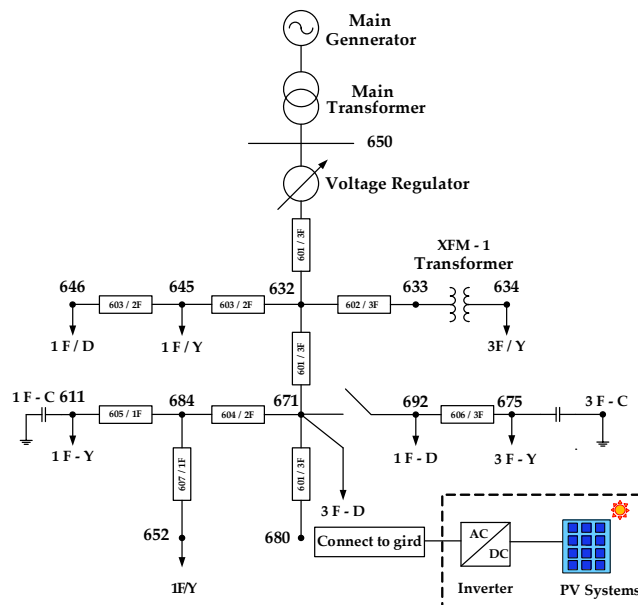 Main
Gennerator
Main
Transformer
650
Voltage Regulator
601 / 3F
XFM - 1
Transformer
646
603 / 2F
645
603 / 2F
632
602 / 3F
633
634
1 F / D
1 F / Y
3F / Y
601 / 3F
1 F - C
611
605 / 1F
684
604 / 2F
671
692
606 / 3F
675
3 F - C
1 F - Y
1 F - D
3 F - Y
607 / 1F
601 / 3F
3 F - D
652
680
1F/Y
Connect to gird
AC
DC
Inverter
PV Systems